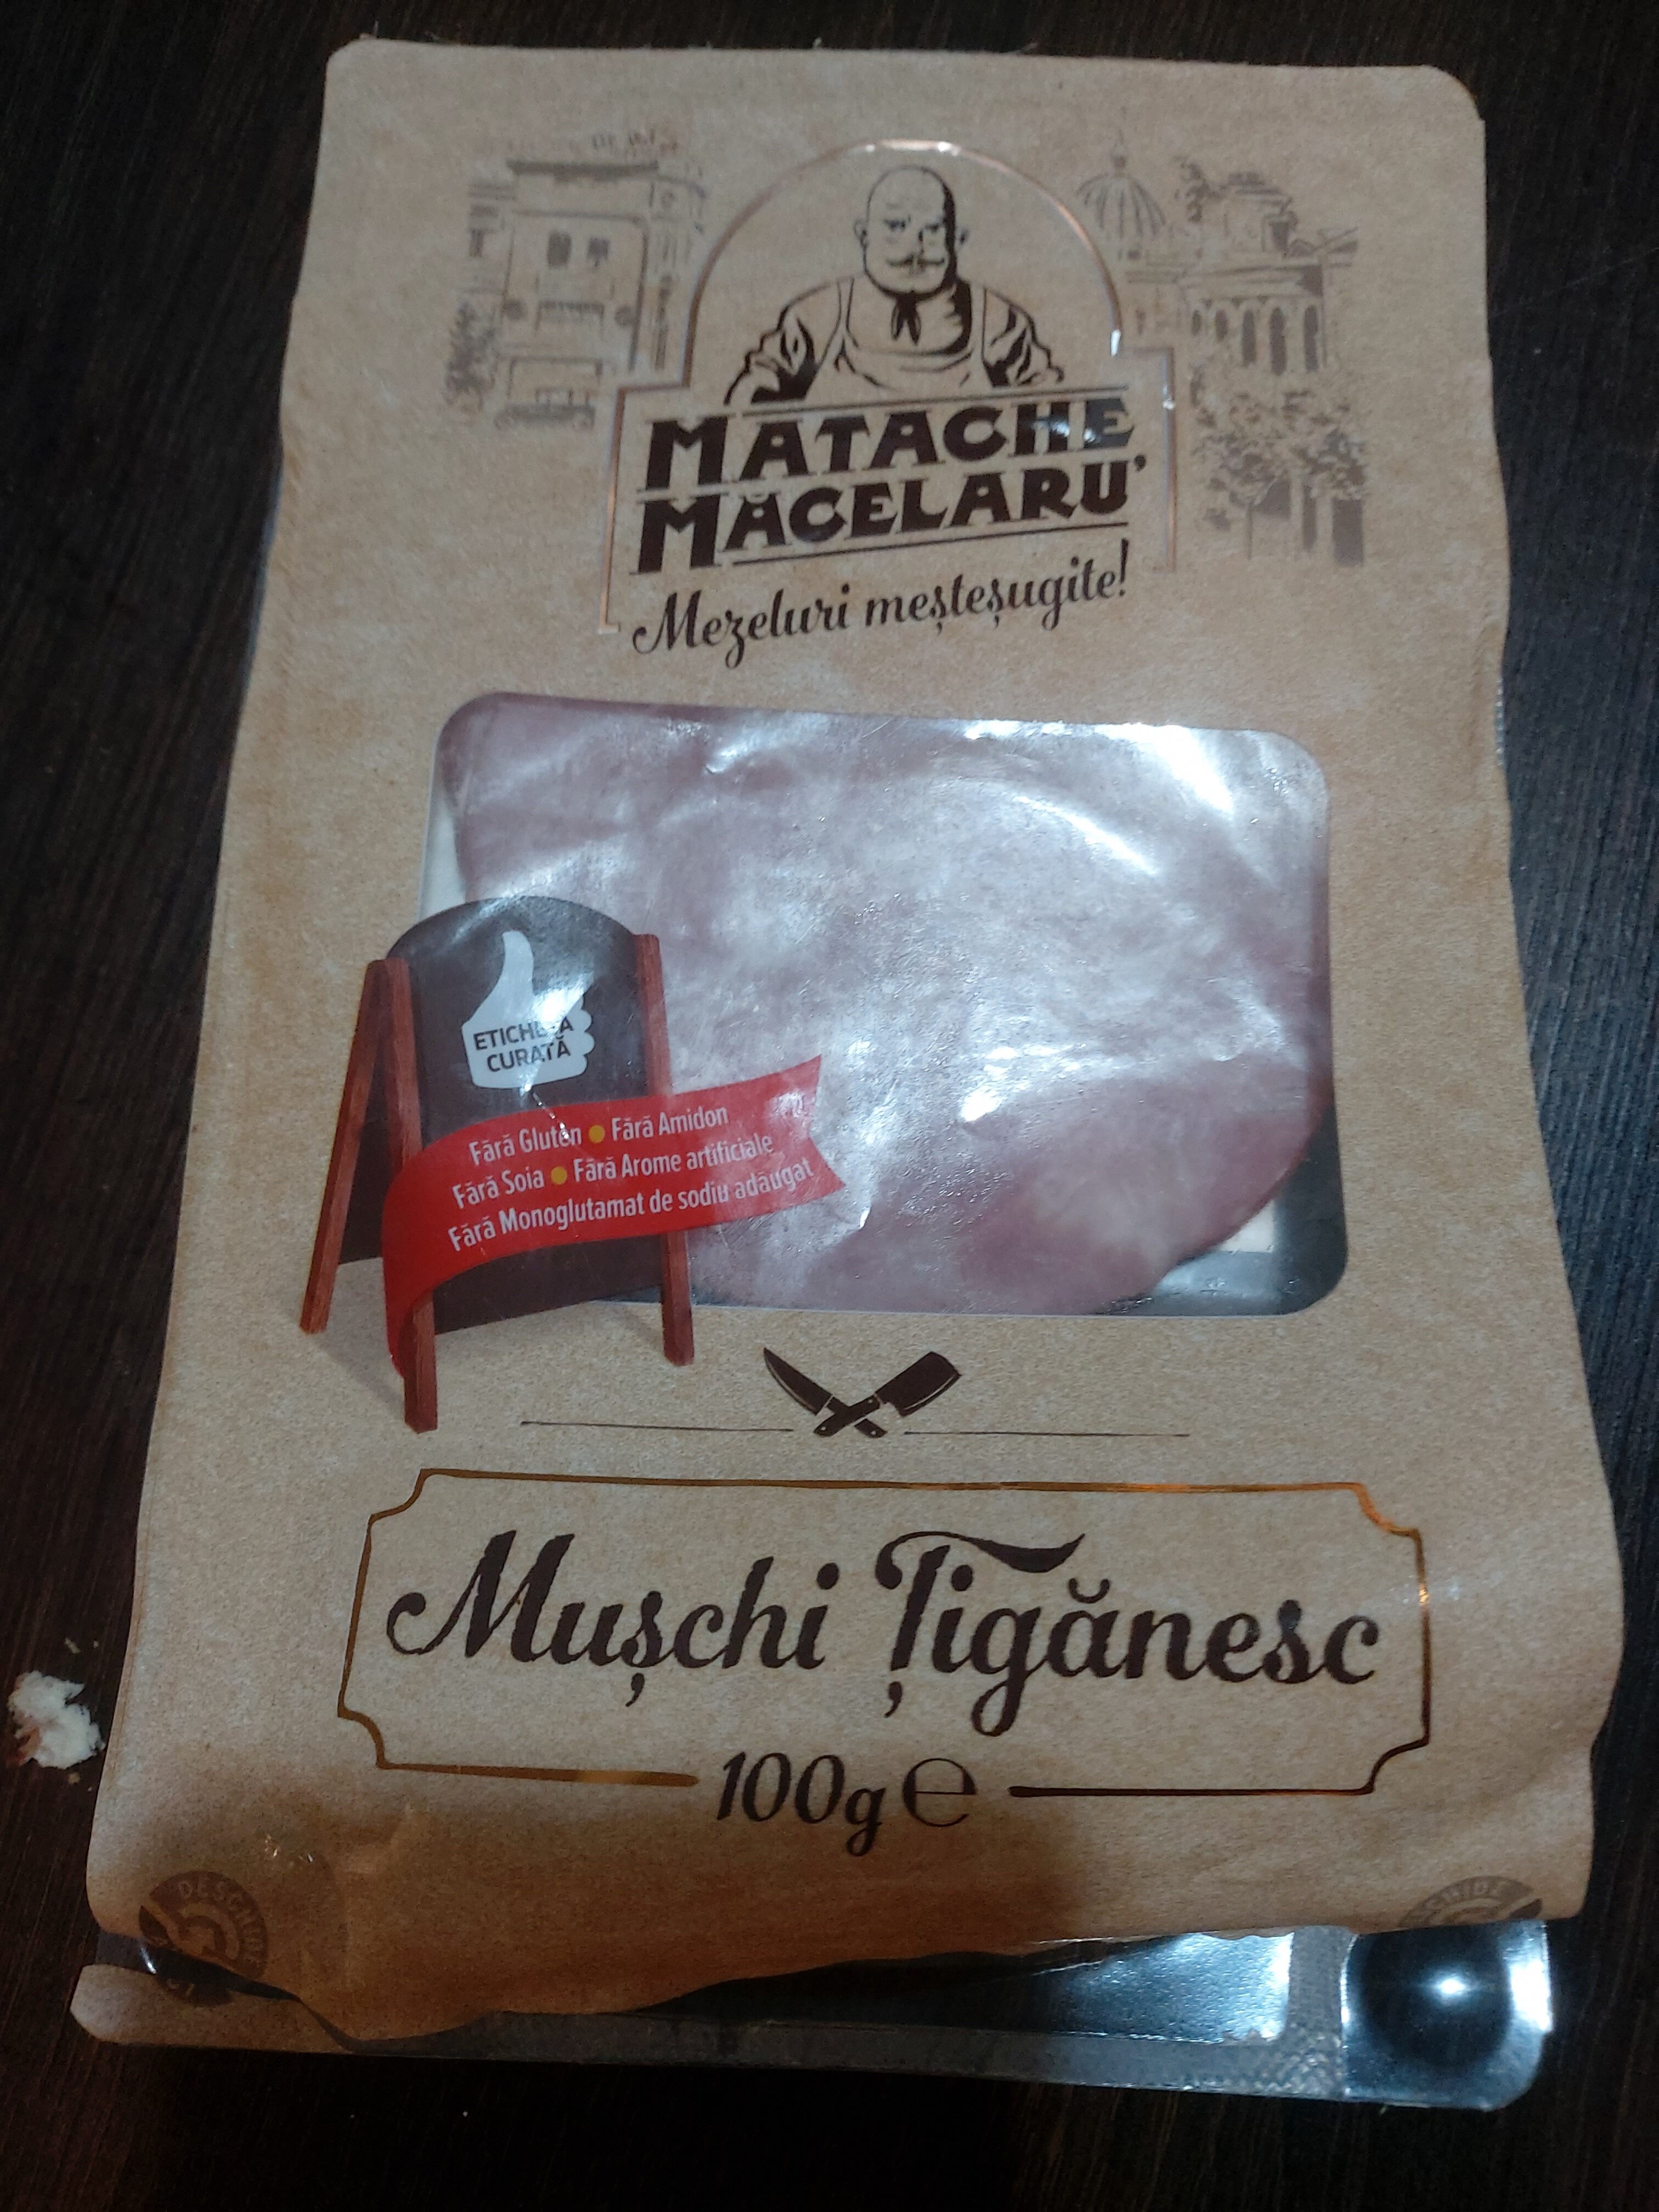 MATACHE
MĂCELARU'
Mezeluri meșteșugite!
ETICHETA
CURATĂ
Fără Gluten • Fără Amidon
Fără Soia • Fără Arome artificiale
Fără Monoglutamat de sodiu adăugat
Mușchi Țigănesc
100g ℮
DESCHIDE